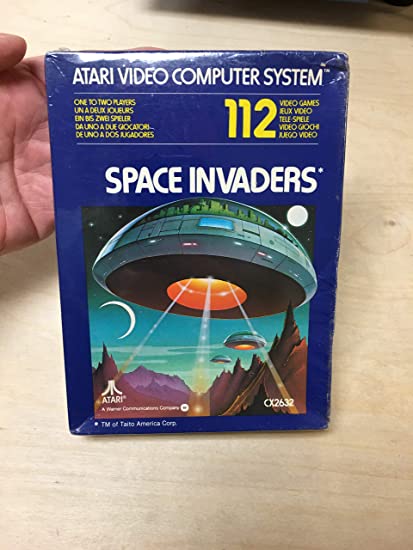 ATARI VIDEO COMPUTER SYSTEM™
ONE TO TWO PLAYERS
UN A DEUX JOUEURS
EIN BIS ZWEI SPIELER
DA UNO A DUE GIOCATORI
DE UNO A DOS JUGADORES
112
VIDEO GAMES
JEUX VIDEO
TELE-SPIELE
VIDEO GIOCHI
JUEGO VIDEO
SPACE INVADERS*
ATARI®
A Warner Communications Company
CX2632
* TM of Taito America Corp.